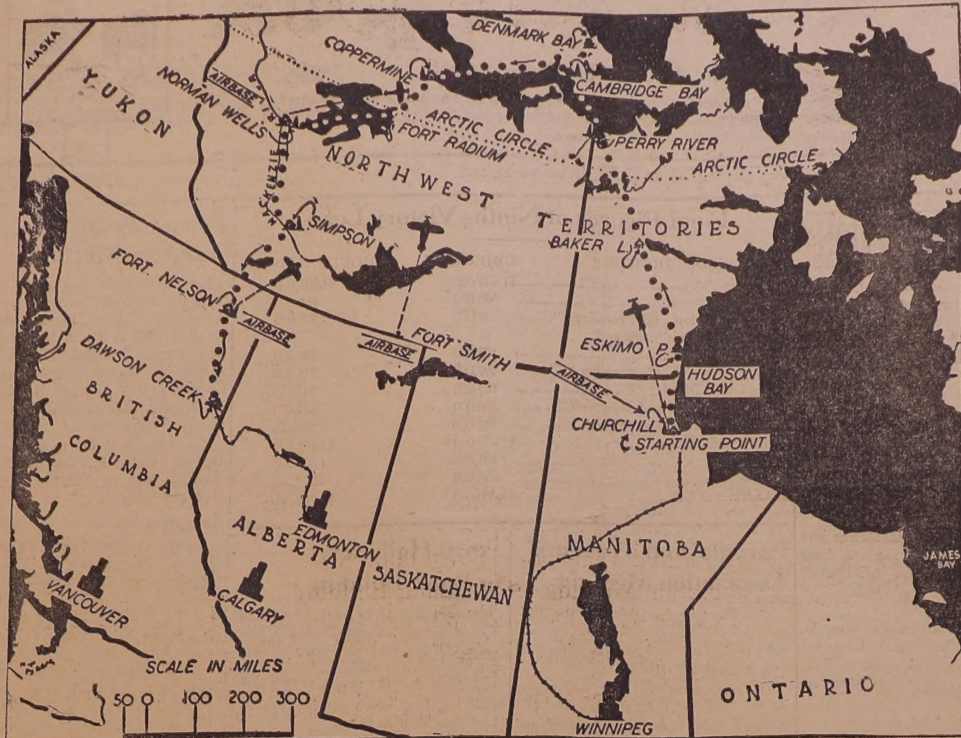 ALASKA
YUKON
AIRBASE
NORMAN WELLS
COPPERMINE
DENMARK BAY
CAMBRIDGE BAY
ARCTIC CIRCLE
FORT RADIUM
PERRY RIVER
ARCTIC CIRCLE
NORTHWEST
TERRITORIES
MACKENZIE R.
SIMPSON
BAKER L.
FORT. NELSON
AIRBASE
AIRBASE
FORT SMITH
AIRBASE
ESKIMO P.
HUDSON
BAY
DAWSON CREEK
CHURCHILL
STARTING POINT
BRITISH
COLUMBIA
EDMONTON
ALBERTA
SASKATCHEWAN
MANITOBA
JAMES
BAY
VANCOUVER
CALGARY
SCALE IN MILES
50 0 100 200 300
ONTARIO
WINNIPEG